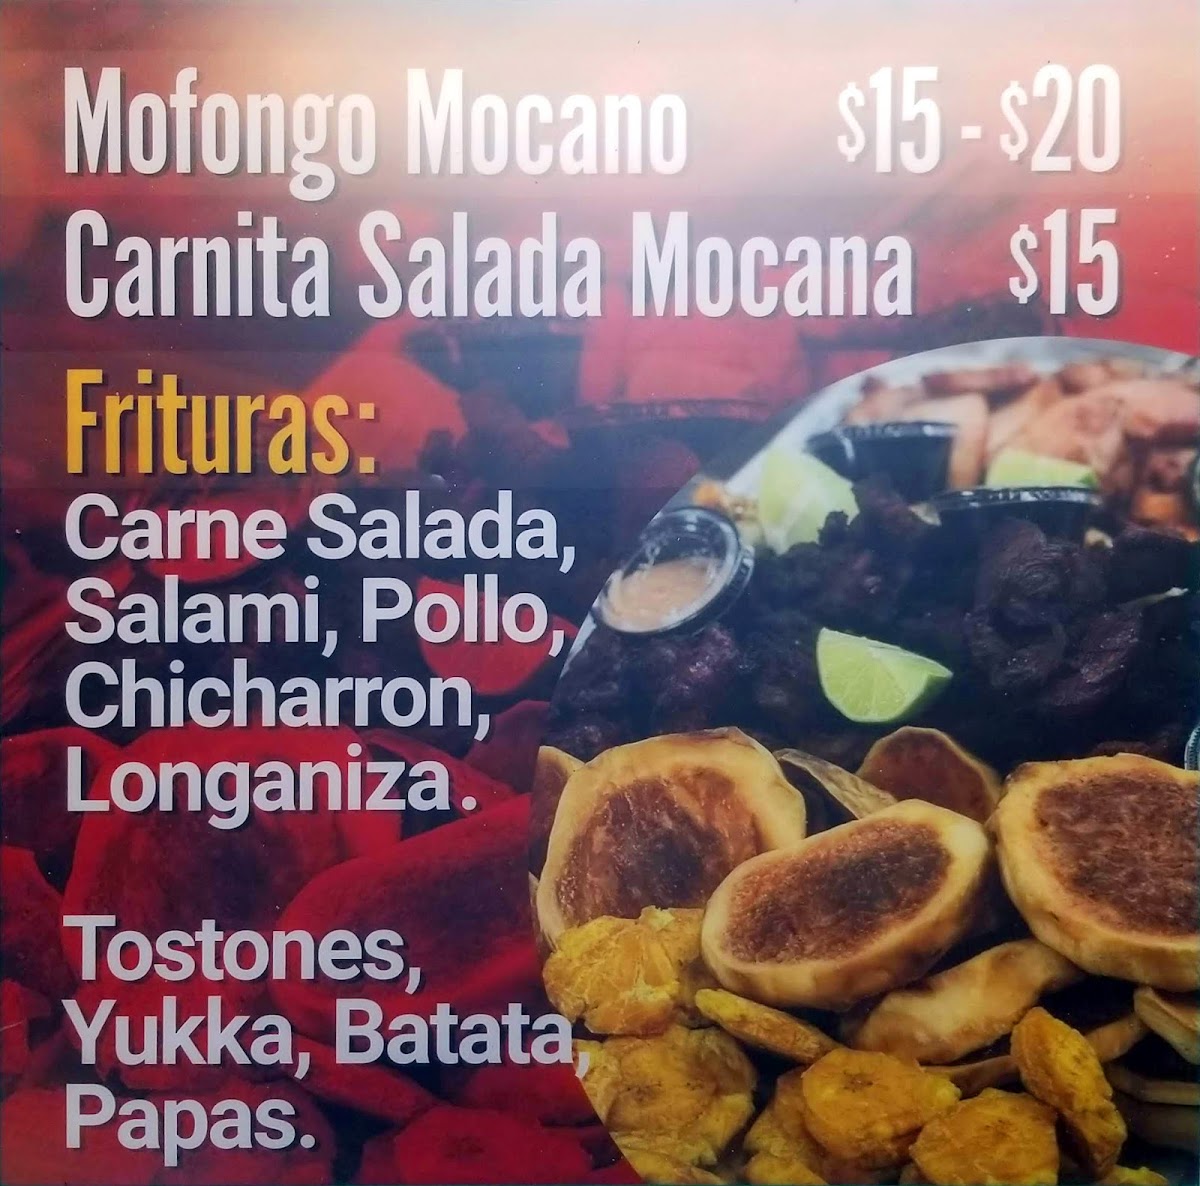 Mofongo Mocano $15 - $20
Carnita Salada Mocana $15
Frituras:
Carne Salada,
Salami, Pollo,
Chicharron,
Longaniza.
Tostones,
Yukka, Batata,
Papas.